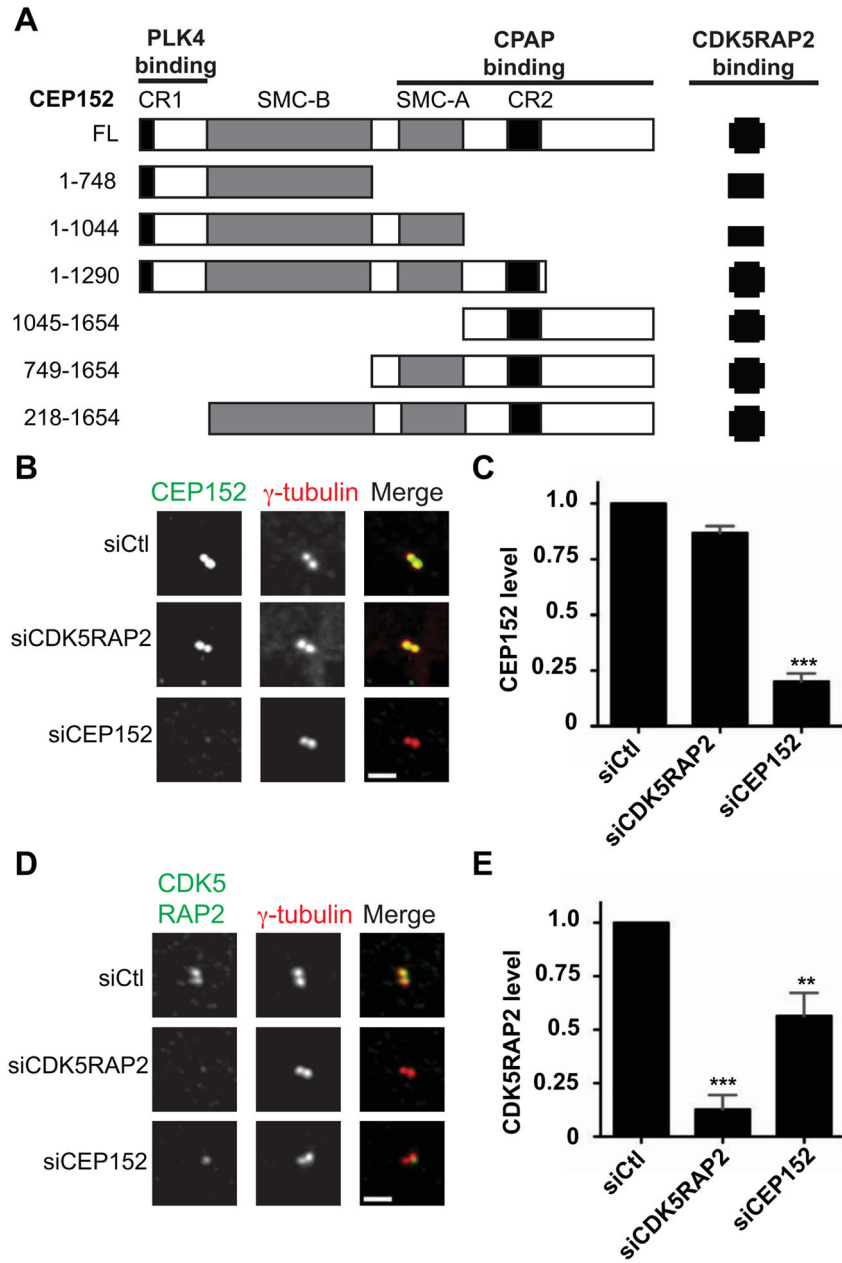 A
PLK4 binding
CPAP binding
CDK5RAP2 binding
CEP152 CR1 SMC-B SMC-A CR2
FL
1-748
1-1044
1-1290
1045-1654
749-1654
218-1654
B
CEP152 γ-tubulin Merge
siCtl
siCDK5RAP2
siCEP152
C
CEP152 level
1.0
0.75
0.5
0.25
0
***
siCtl
siCDK5RAP2
siCEP152
D
CDK5
RAP2 γ-tubulin Merge
siCtl
siCDK5RAP2
siCEP152
E
CDK5RAP2 level
1.0
0.75
0.5
0.25
0
***
**
siCtl
siCDK5RAP2
siCEP152